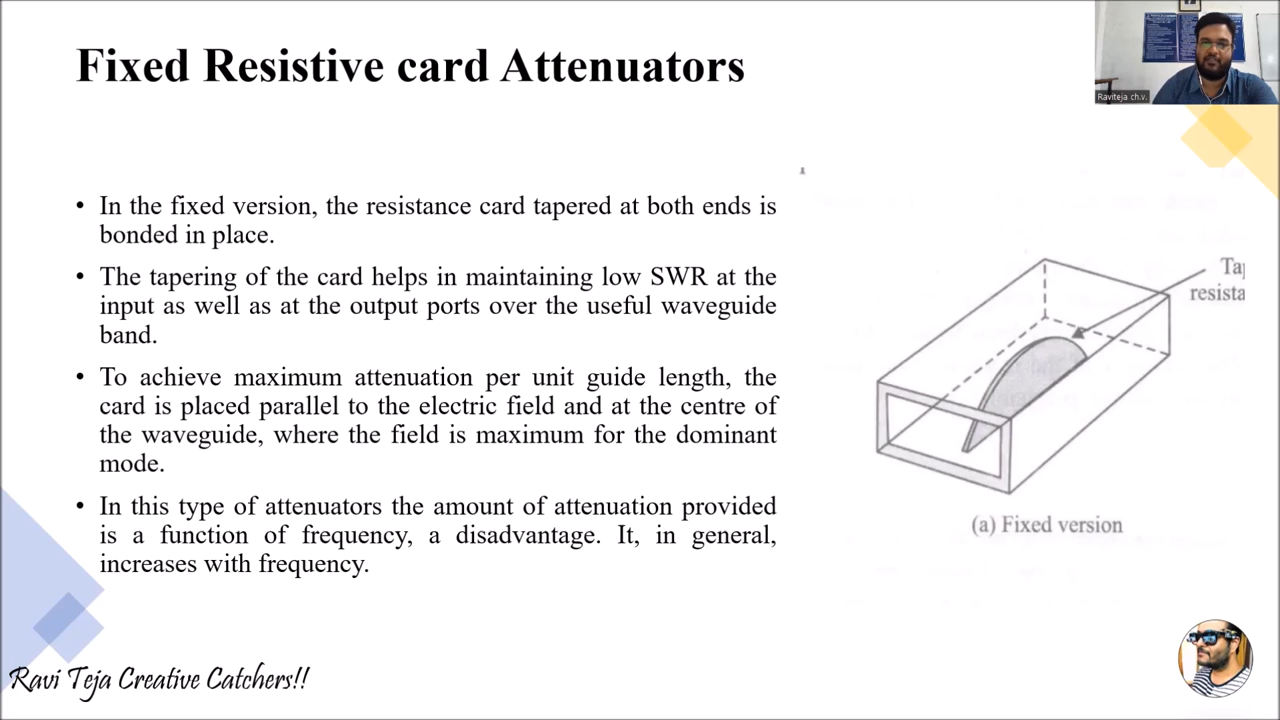 Fixed Resistive card Attenuators
Raviteja ch.v.
• In the fixed version, the resistance card tapered at both ends is
bonded in place.
• The tapering of the card helps in maintaining low SWR at the
input as well as at the output ports over the useful waveguide
band.
• To achieve maximum attenuation per unit guide length, the
card is placed parallel to the electric field and at the centre of
the waveguide, where the field is maximum for the dominant
mode.
• In this type of attenuators the amount of attenuation provided
is a function of frequency, a disadvantage. It, in general,
increases with frequency.
(a) Fixed version
Ravi Teja Creative Catchers!!